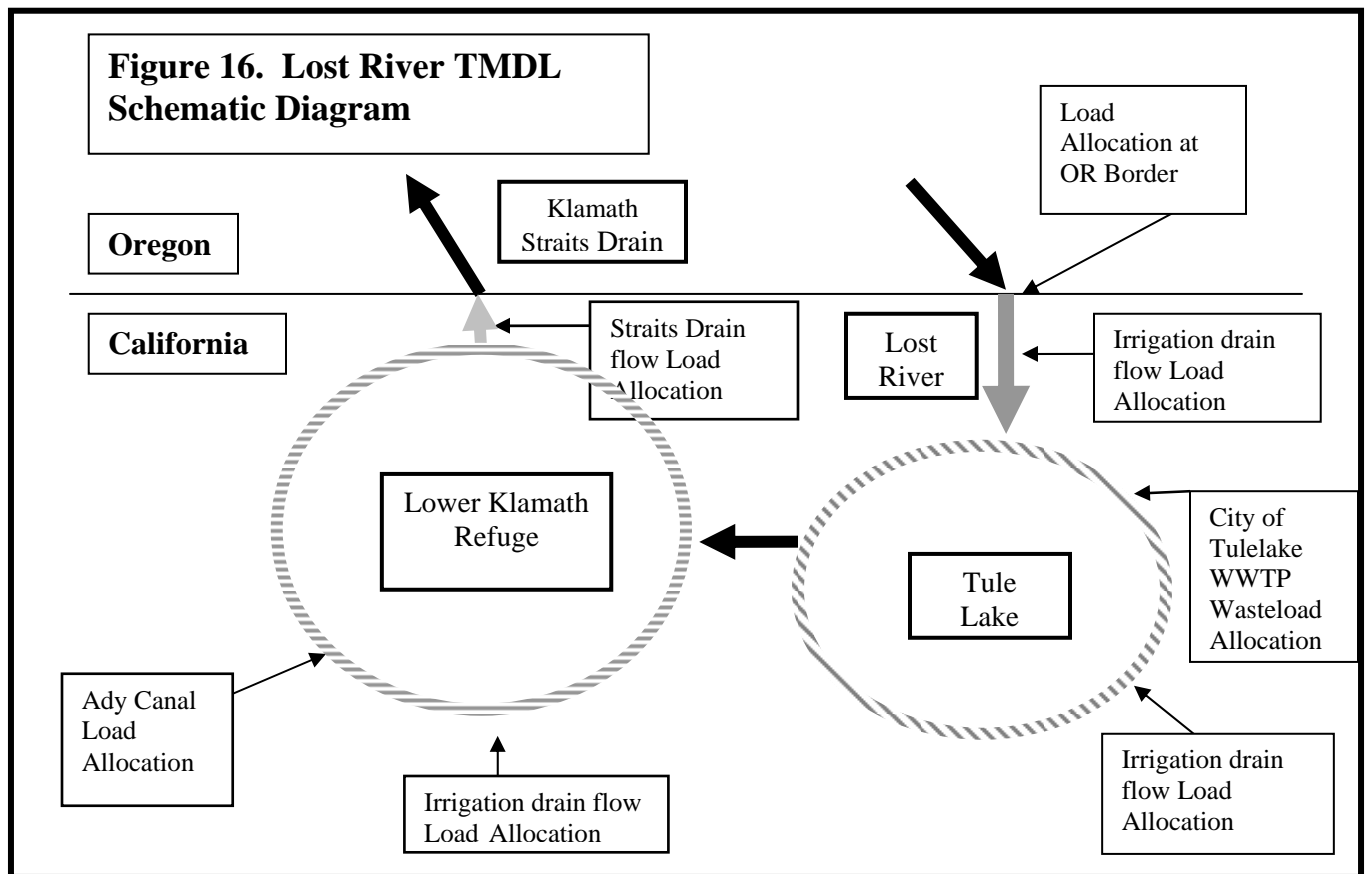 Figure 16. Lost River TMDL
Schematic Diagram
Load
Allocation at
OR Border
Klamath
Straits Drain
Oregon
California
Straits Drain
flow Load
Allocation
Lost
River
Irrigation drain
flow Load
Allocation
Lower Klamath
Refuge
Tule
Lake
City of
Tulelake
WWTP
Wasteload
Allocation
Ady Canal
Load
Allocation
Irrigation drain flow
Load Allocation
Irrigation drain
flow Load
Allocation